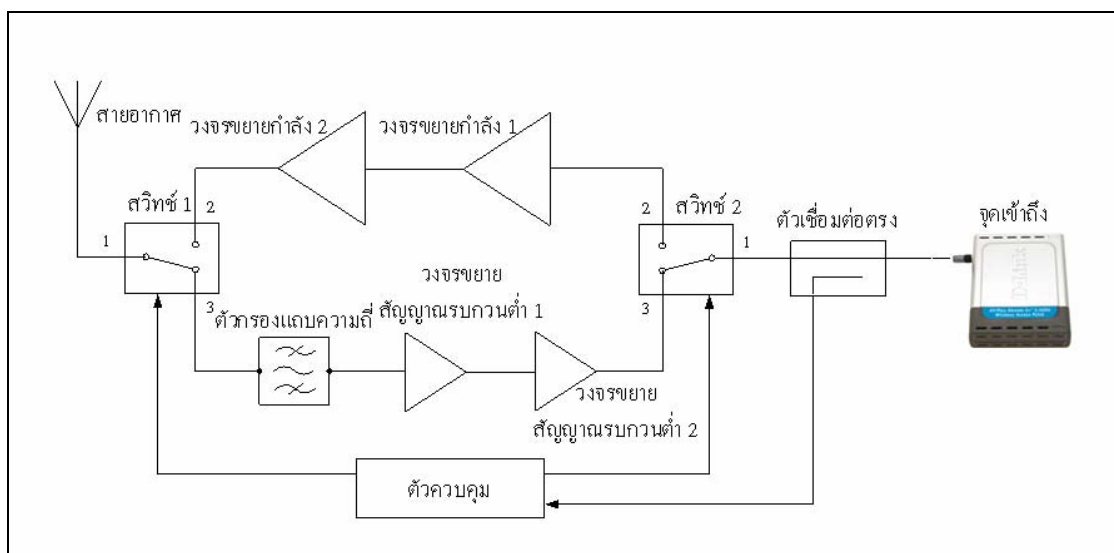 สายอากาศ
วงจรขยายกำลัง 2
วงจรขยายกำลัง 1
สวิทช์ 1
2
1
3
2
สวิทช์ 2
1
3
ตัวเชื่อมต่อตรง
จุดเข้าถึง
D-Link
วงจรขยาย
สัญญาณรบกวนต่ำ 1
ตัวกรองแถบความถี่
วงจรขยาย
สัญญาณรบกวนต่ำ 2
ตัวควบคุม